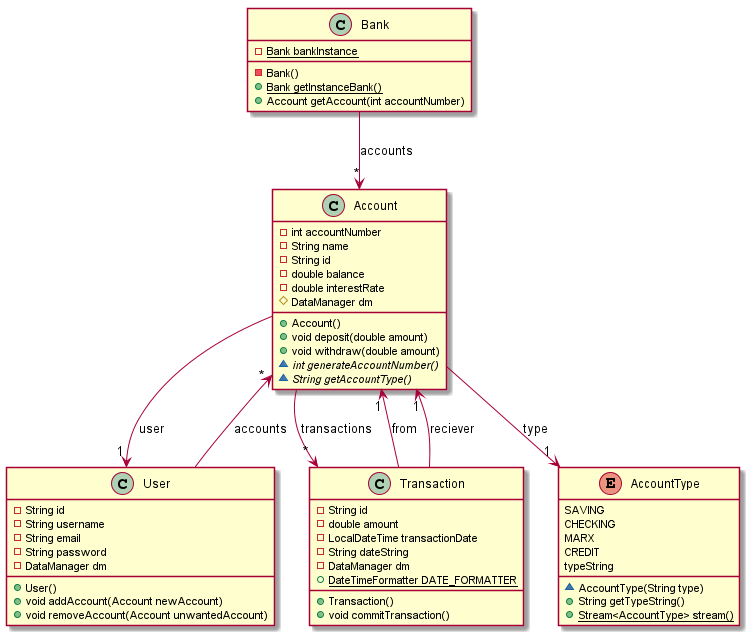 C Bank
Bank bankInstance
Bank()
Bank getInstanceBank()
Account getAccount(int accountNumber)
accounts
*
C Account
int accountNumber
String name
String id
double balance
double interestRate
DataManager dm
Account()
void deposit(double amount)
void withdraw(double amount)
int generateAccountNumber()
String getAccountType()
user
1
accounts
*
transactions
*
from
1
reciever
1
type
1
C User
String id
String username
String email
String password
DataManager dm
User()
void addAccount(Account newAccount)
void removeAccount(Account unwantedAccount)
C Transaction
String id
double amount
LocalDateTime transactionDate
String dateString
DataManager dm
DateTimeFormatter DATE_FORMATTER
Transaction()
void commitTransaction()
E AccountType
SAVING
CHECKING
MARX
CREDIT
typeString
AccountType(String type)
String getTypeString()
Stream<AccountType> stream()